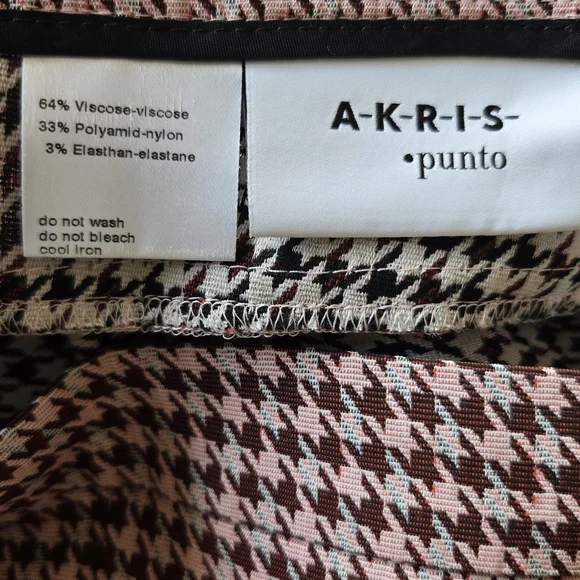 64% Viscose-viscose
33% Polyamid-nylon
3% Elasthan-elastane
do not wash
do not bleach
cool iron
A-K-R-I-S-
•punto